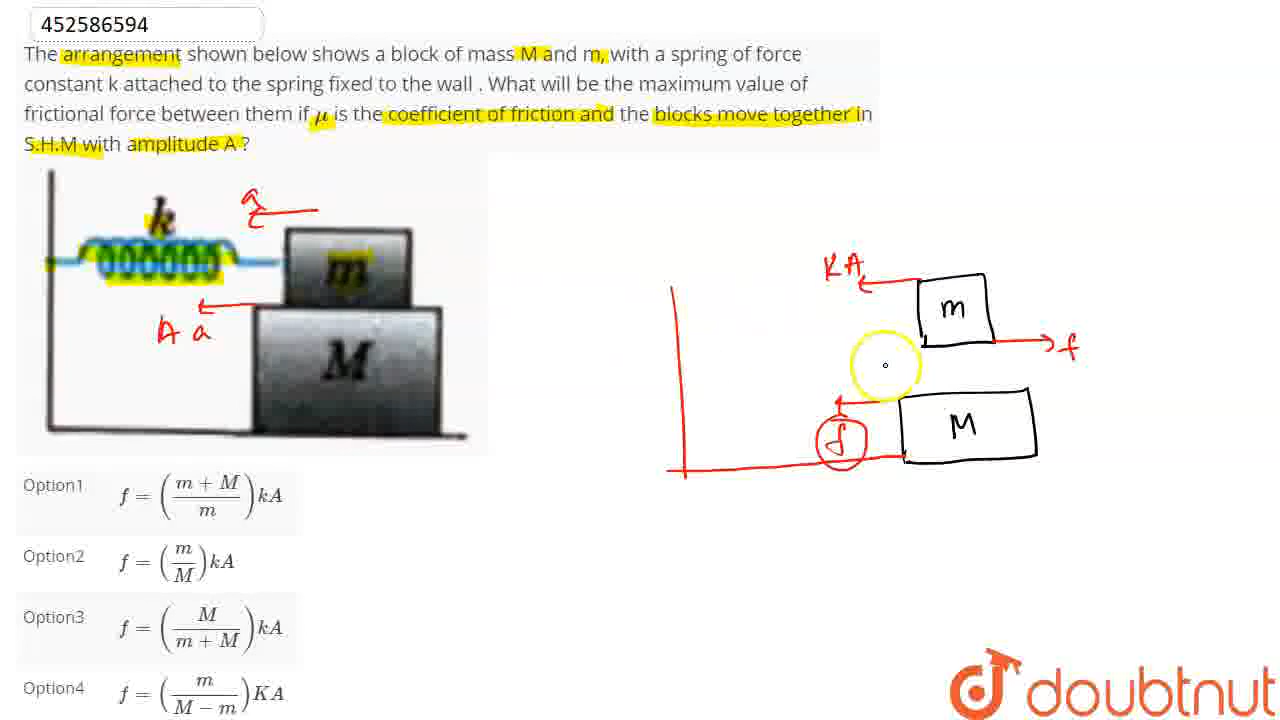 452586594
The arrangement shown below shows a block of mass M and m, with a spring of force
constant k attached to the spring fixed to the wall . What will be the maximum value of
frictional force between them if μ is the coefficient of friction and the blocks move together in
S.H.M with amplitude A ?
k
a
m
A a
M
KA
m
f
f
M
Option1. f = ( (m + M) / m ) kA
Option2 f = ( m / M ) kA
Option3 f = ( M / (m + M) ) kA
Option4 f = ( m / (M − m) ) KA
doubtnut